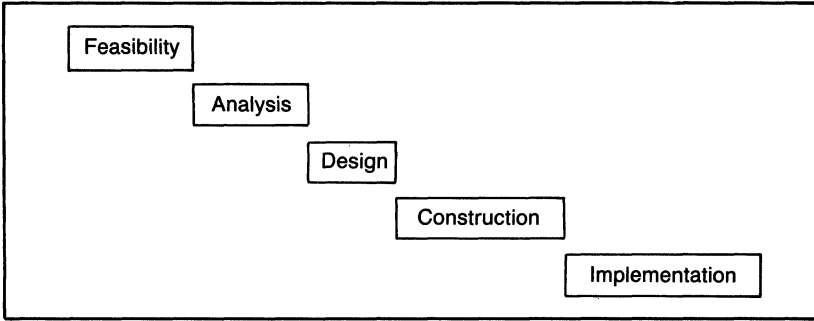 Feasibility
Analysis
Design
Construction
Implementation